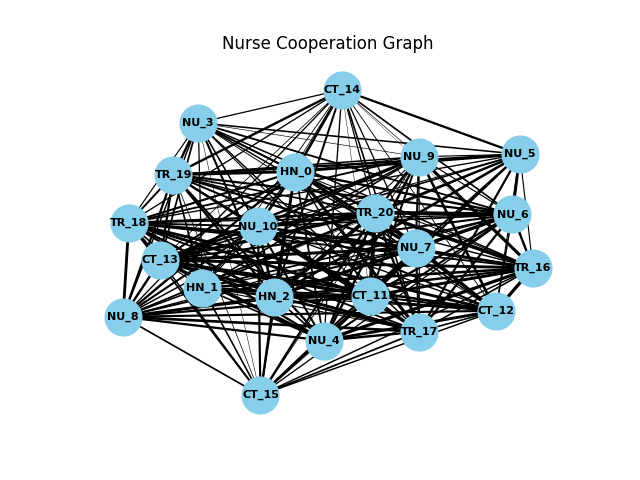 Nurse Cooperation Graph
CT_14
NU_3
NU_9
NU_5
HN_0
TR_19
TR_20
NU_6
TR_18
NU_10
NU_7
CT_13
TR_16
HN_1
HN_2
CT_11
CT_12
NU_8
TR_17
NU_4
CT_15